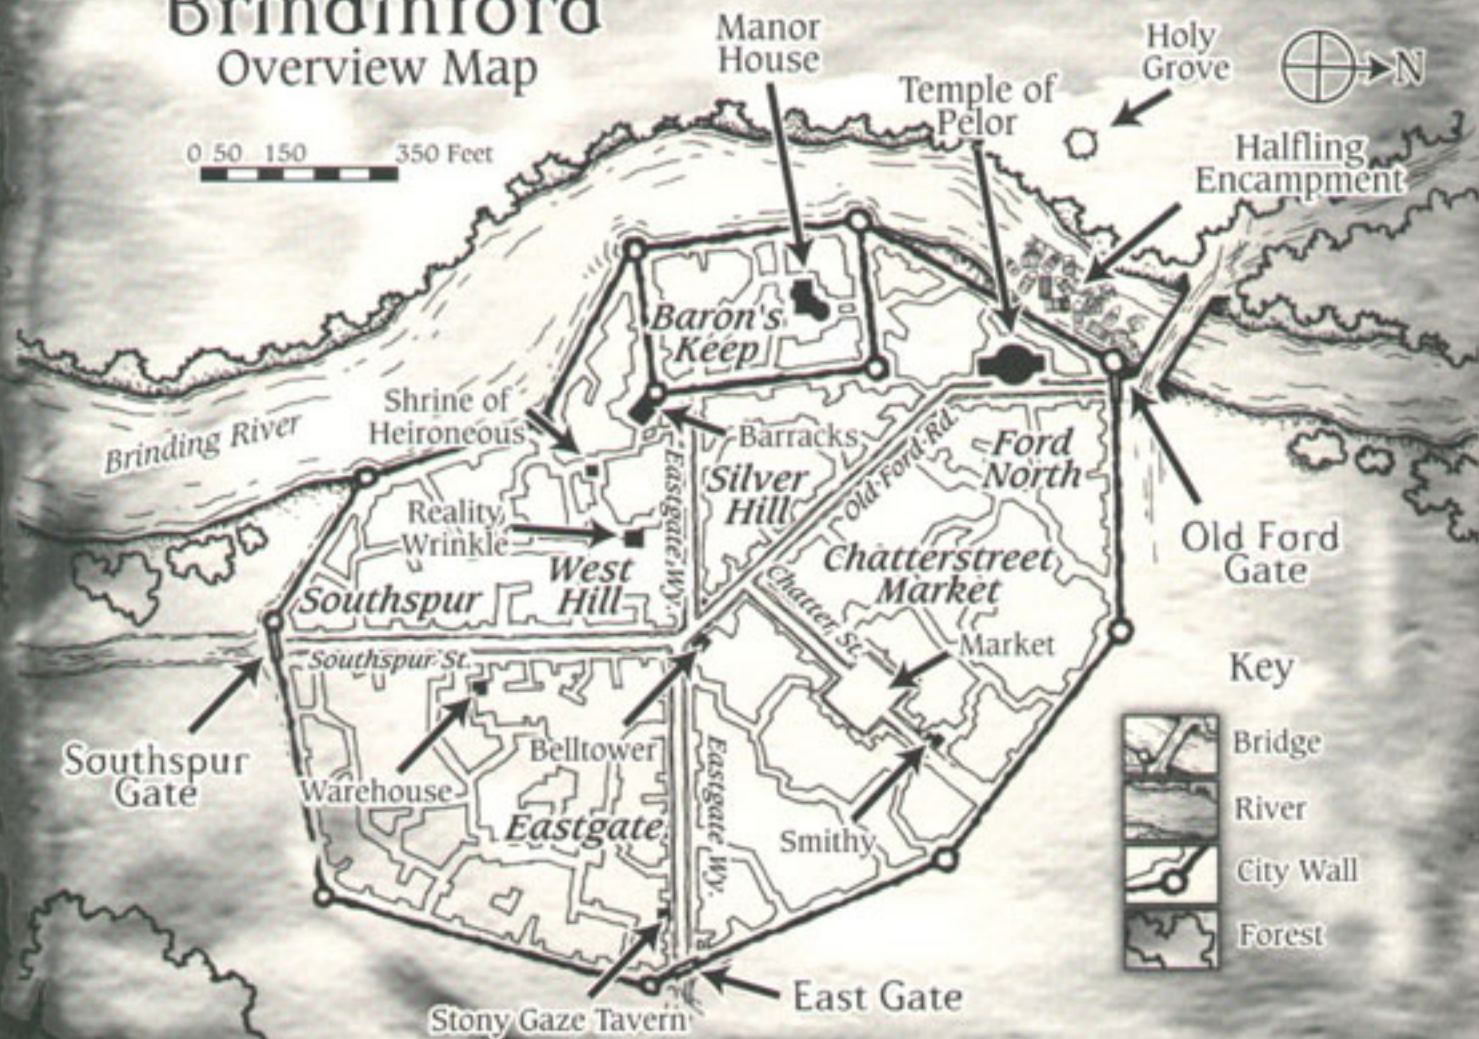 Brindinford
Overview Map
0 50 150 350 Feet
Manor
House
Holy
Grove
N
Temple of
Pelor
Halfling
Encampment
Baron's
Keep
Shrine of
Heironeous
Barracks
Brinding River
Silver
Hill
Ford
North
Old Ford Rd.
Eastgate Wy.
Reality
Wrinkle
West
Hill
Chatterstreet
Market
Old Ford
Gate
Southspur
Chatter St.
Southspur St.
Market
Key
Southspur
Gate
Belltower
Warehouse
Bridge
River
Eastgate
Eastgate Wy.
Smithy
City Wall
Forest
East Gate
Stony Gaze Tavern